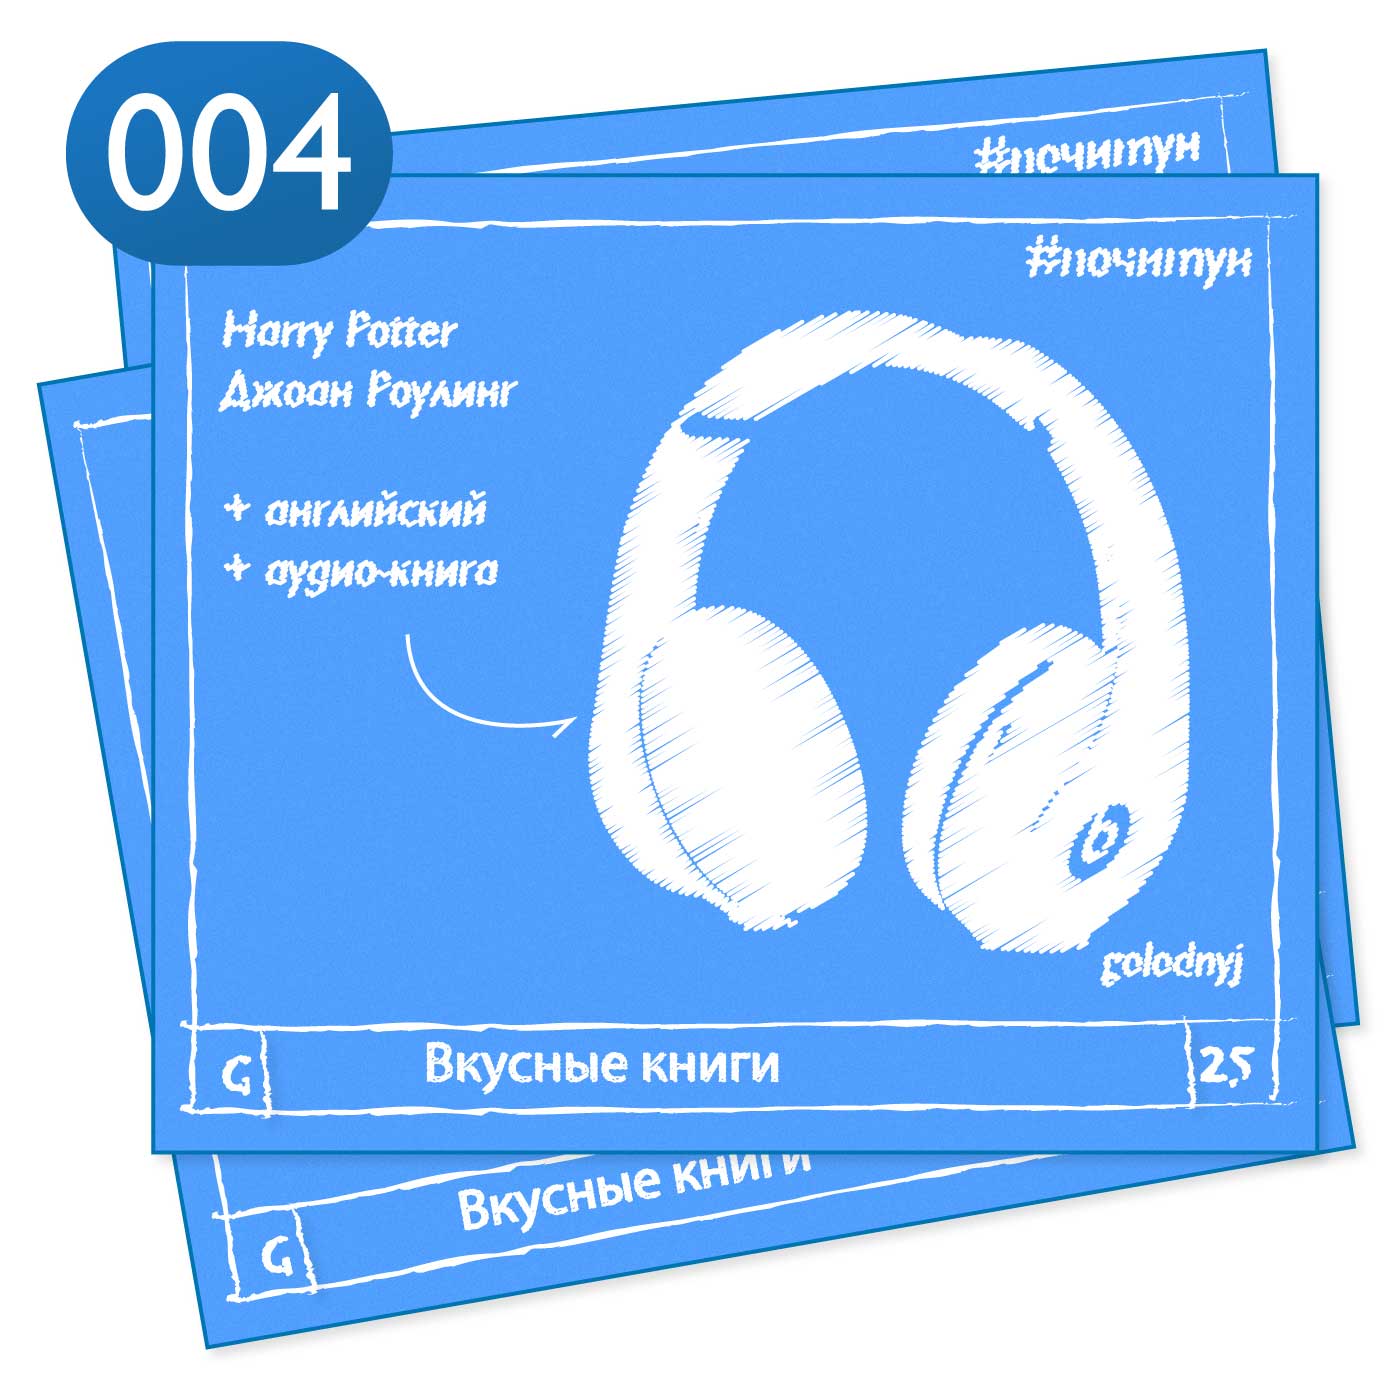 004
#почитун
#почитун
Harry Potter
Джоан Роулинг
+ английский
+ аудио-книга
b
golodnyj
G
Вкусные книги
25
Вкусные книги
G